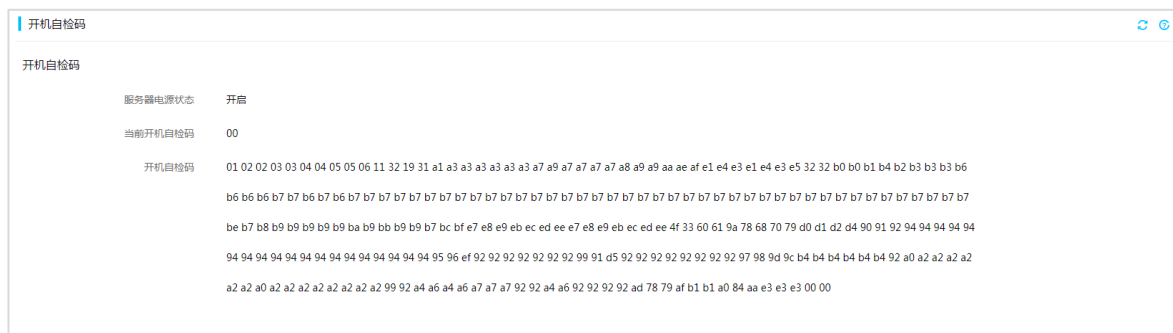 开机自检码
开机自检码
服务器电源状态 开启
当前开机自检码 00
开机自检码 01 02 02 03 03 04 04 05 05 06 11 32 19 31 a1 a3 a3 a3 a3 a3 a3 a7 a9 a7 a7 a7 a7 a8 a9 a9 aa ae af e1 e4 e3 e1 e4 e3 e5 32 32 b0 b0 b1 b4 b2 b3 b3 b3 b6
b6 b6 b6 b7 b7 b6 b7 b6 b7 b7 b7 b7 b7 b7 b7 b7 b7 b7 b7 b7 b7 b7 b7 b7 b7 b7 b7 b7 b7 b7 b7 b7 b7 b7 b7 b7 b7 b7 b7 b7 b7 b7 b7 b7 b7 b7 b7 b7 b7 b7 b7
be b7 b8 b9 b9 b9 b9 b9 ba b9 bb b9 b9 b7 bc bf e7 e8 e9 eb ec ed ee e7 e8 e9 eb ec ed ee 4f 33 60 61 9a 78 68 70 79 d0 d1 d2 d4 90 91 92 94 94 94 94 94
94 94 94 94 94 94 94 94 94 94 94 94 94 94 95 96 ef 92 92 92 92 92 92 92 99 91 d5 92 92 92 92 92 92 92 92 97 98 9d 9c b4 b4 b4 b4 b4 b4 92 a0 a2 a2 a2 a2
a2 a2 a0 a2 a2 a2 a2 a2 a2 a2 a2 99 92 a4 a6 a4 a6 a7 a7 a7 92 92 a4 a6 92 92 92 92 ad 78 79 af b1 b1 a0 84 aa e3 e3 e3 00 00